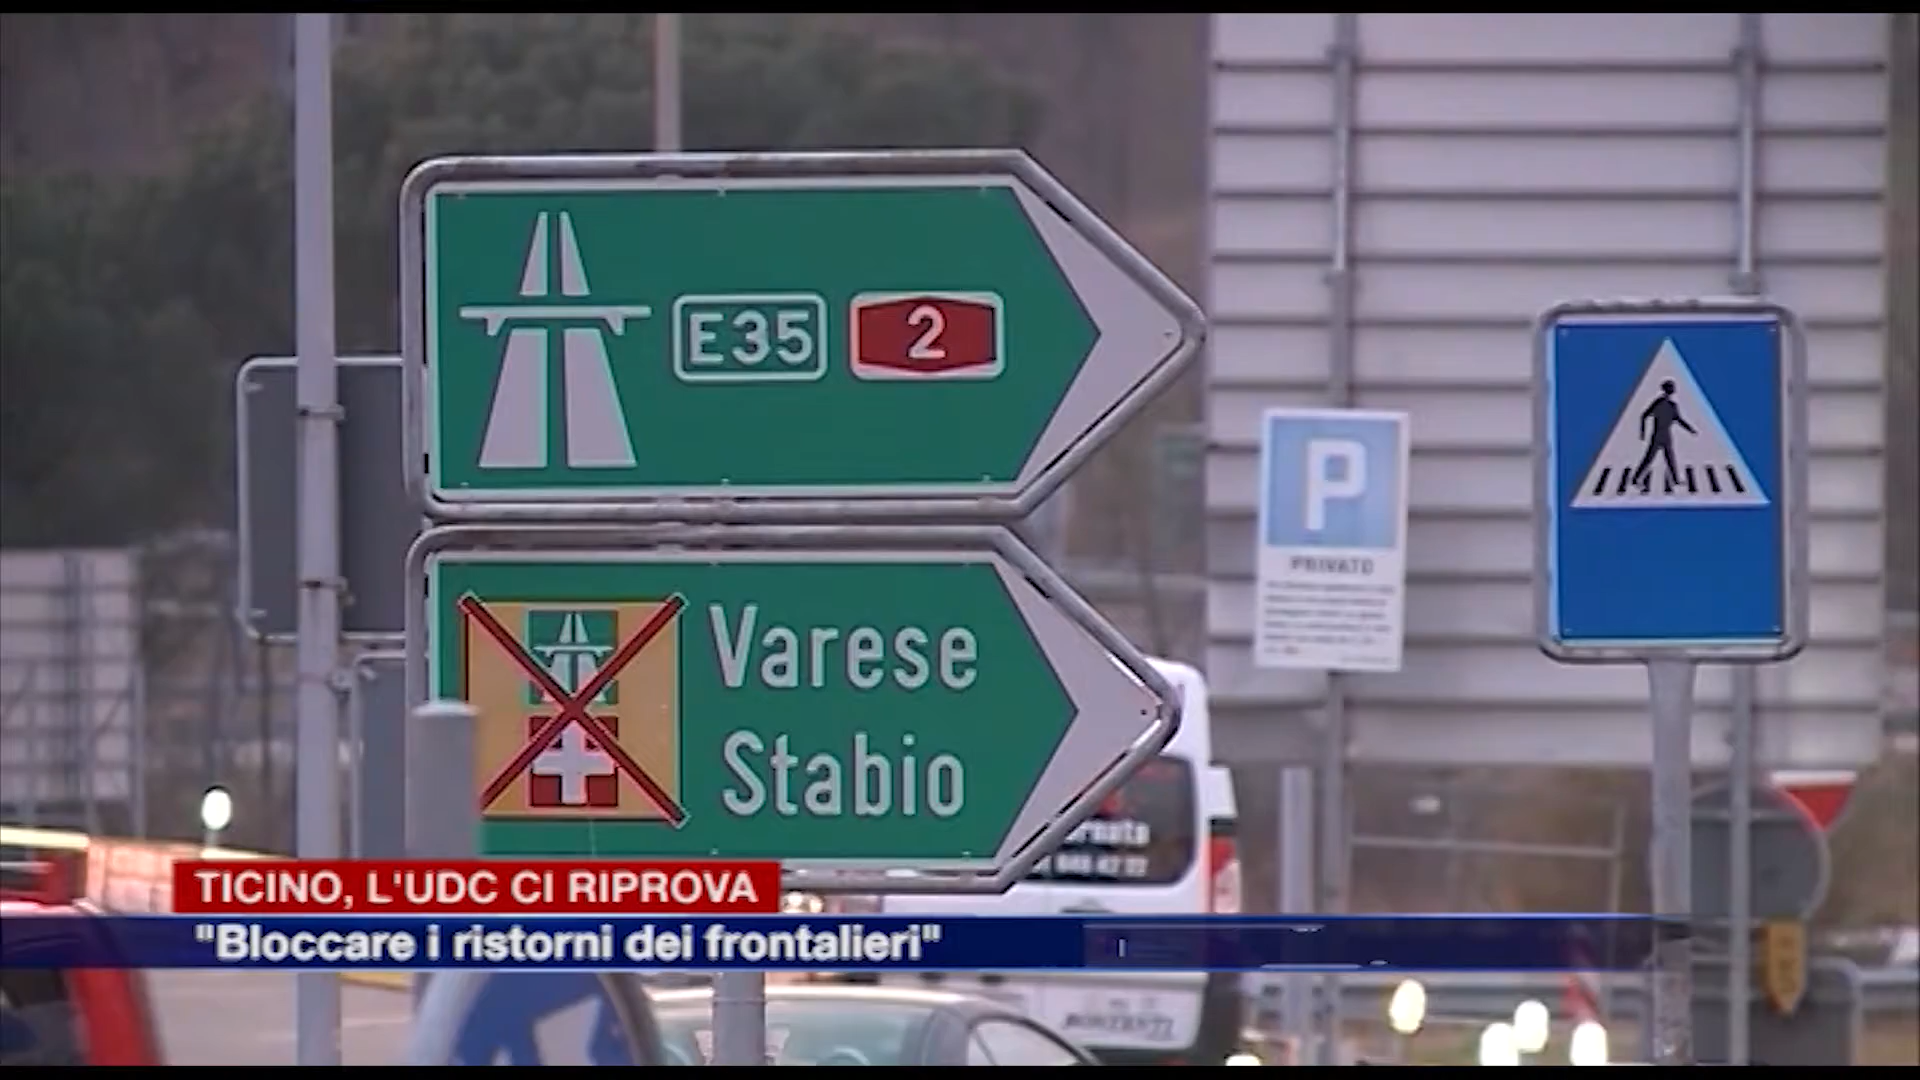 E35 2
Varese
Stabio
P
PRIVATO
TICINO, L'UDC CI RIPROVA
"Bloccare i ristorni dei frontalieri"